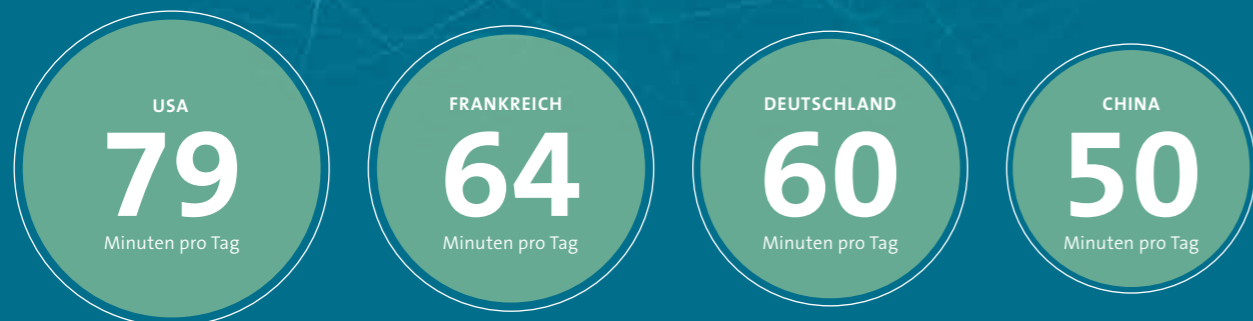 USA
79
Minuten pro Tag
FRANKREICH
64
Minuten pro Tag
DEUTSCHLAND
60
Minuten pro Tag
CHINA
50
Minuten pro Tag